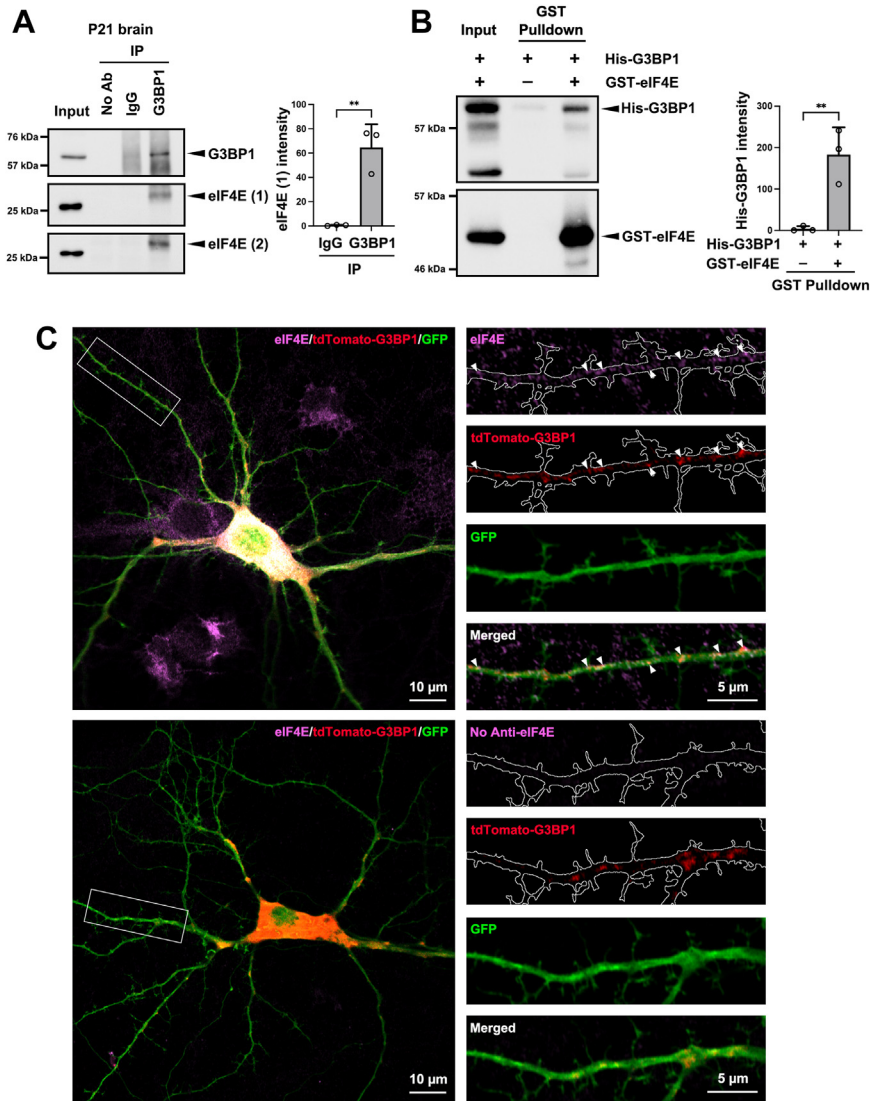 A
P21 brain
IP
Input
No Ab
IgG
G3BP1
76 kDa
57 kDa
G3BP1
25 kDa
eIF4E (1)
25 kDa
eIF4E (2)
eIF4E (1) intensity
100
80
60
40
20
0
**
IgG G3BP1
IP
B
Input
GST
Pulldown
+ + + His-G3BP1
+ − + GST-eIF4E
57 kDa
His-G3BP1
57 kDa
46 kDa
GST-eIF4E
His-G3BP1 intensity
300
200
100
0
**
His-G3BP1 + +
GST-eIF4E − +
GST Pulldown
C
eIF4E/tdTomato-G3BP1/GFP
10 µm
eIF4E
tdTomato-G3BP1
GFP
Merged
5 µm
eIF4E/tdTomato-G3BP1/GFP
10 µm
No Anti-eIF4E
tdTomato-G3BP1
GFP
Merged
5 µm